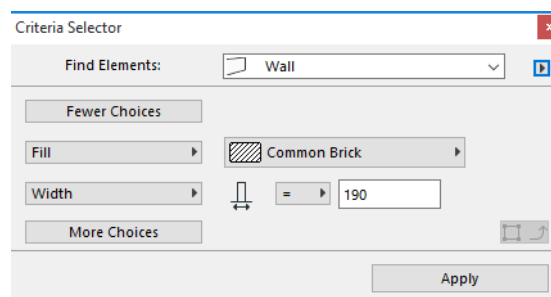 Criteria Selector
Find Elements: Wall
Fewer Choices
Fill Common Brick
Width = 190
More Choices
Apply